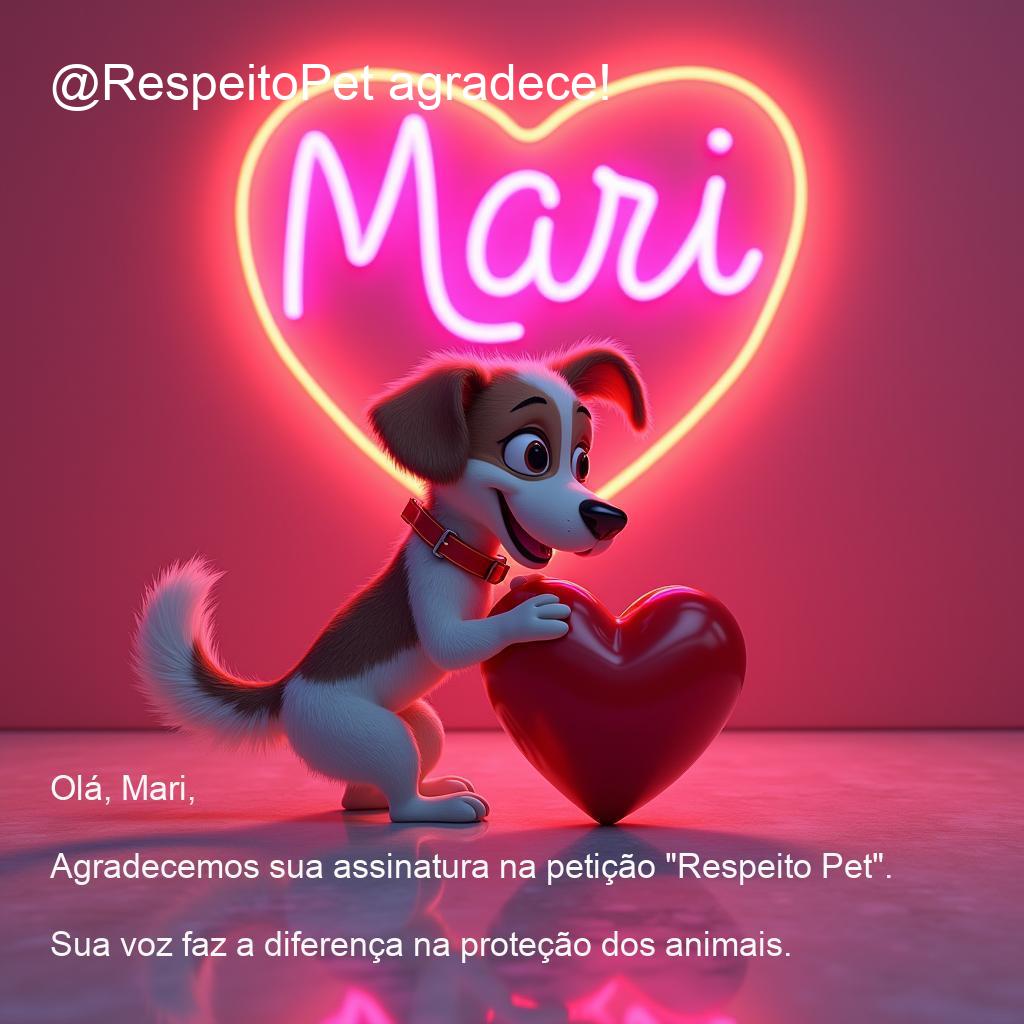 @RespeitoPet agradece!
Mari
Olá, Mari,
Agradecemos sua assinatura na petição "Respeito Pet".
Sua voz faz a diferença na proteção dos animais.